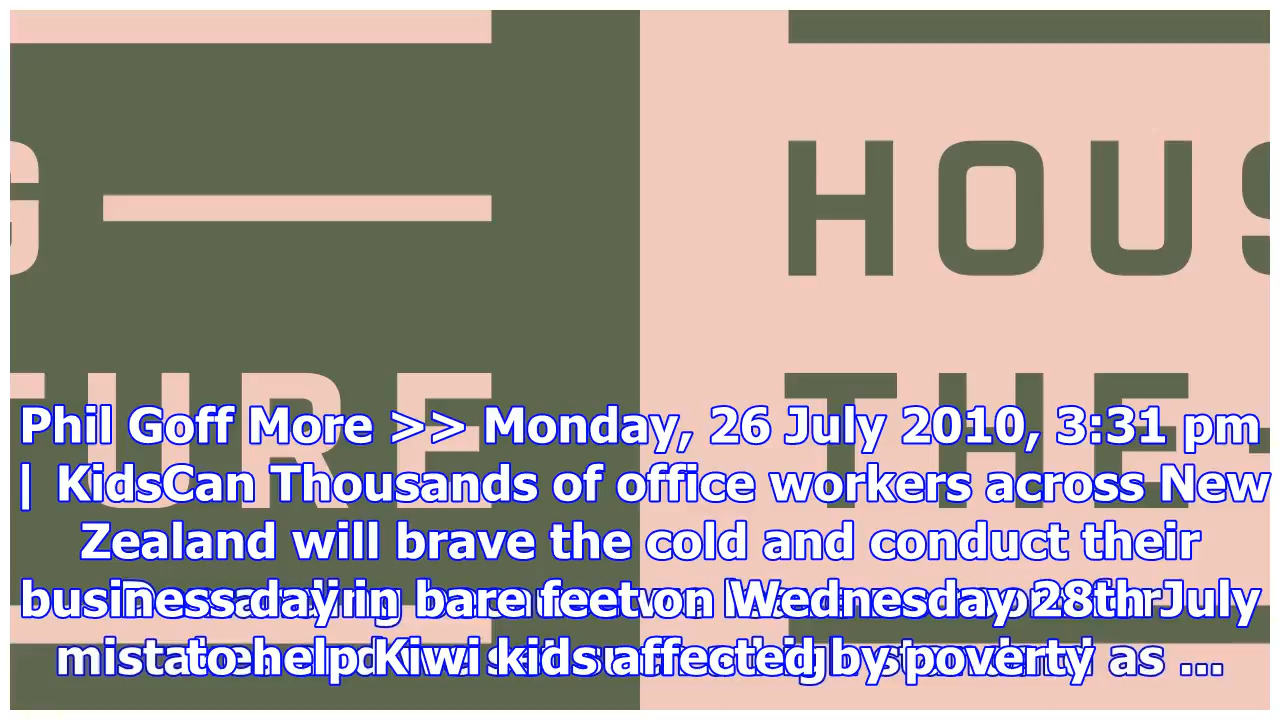 G
HOUS
TURE
THE
Phil Goff More >> Monday, 26 July 2010, 3:31 pm
| KidsCan Thousands of office workers across New
Zealand will brave the cold and conduct their
business day in bare feet on Wednesday 28th July
to help Kiwi kids affected by poverty as ...